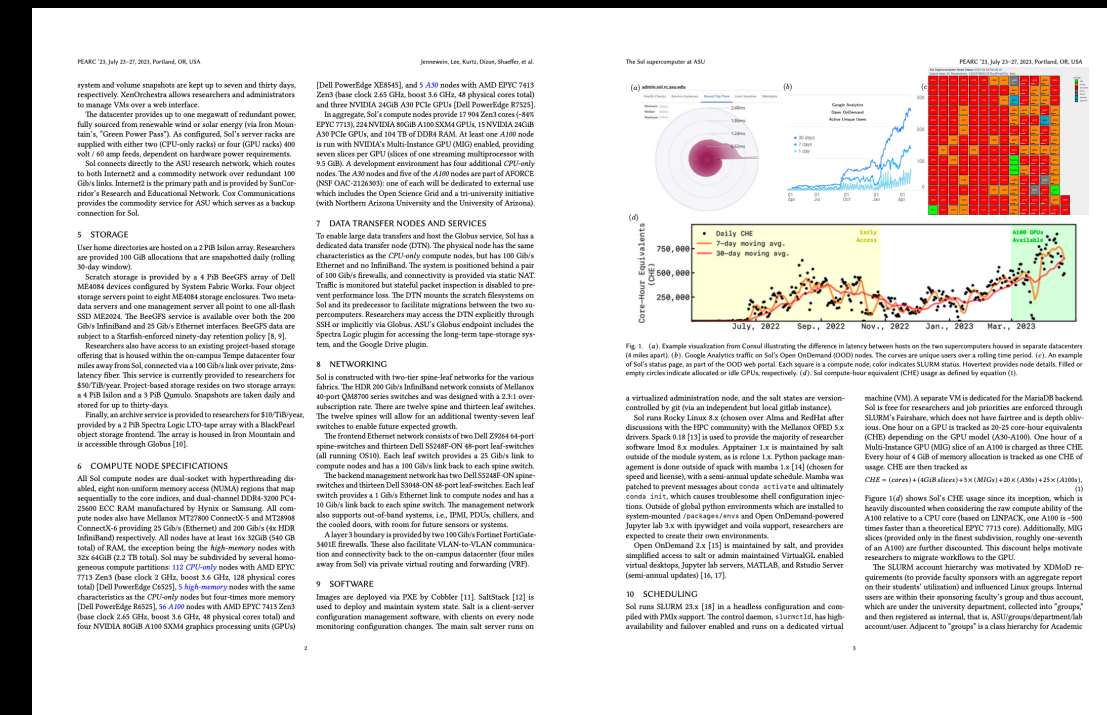 PEARC '23, July 23–27, 2023, Portland, OR, USA
Jennewein, Lee, Kurtz, Dizon, Shaeffer, et al.
system and volume snapshots are kept up to seven and thirty days,
respectively. XenOrchestra allows researchers and administrators
to manage VMs over a web interface.
The datacenter provides up to one megawatt of redundant power,
fully sourced from renewable wind or solar energy (via Iron Moun-
tain's, "Green Power Pass"). As configured, Sol's server racks are
supplied with either two (CPU-only racks) or four (GPU racks) 400
volt / 60 amp feeds, dependent on hardware power requirements.
Sol connects directly to the ASU research network, which routes
to both Internet2 and a commodity network over redundant 100
Gib/s links. Internet2 is the primary path and is provided by SunCor-
ridor's Research and Educational Network. Cox Communications
provides the commodity service for ASU which serves as a backup
connection for Sol.
5 STORAGE
User home directories are hosted on a 2 PiB Isilon array. Researchers
are provided 100 GiB allocations that are snapshotted daily (rolling
30-day window).
Scratch storage is provided by a 4 PiB BeeGFS array of Dell
ME4084 devices configured by System Fabric Works. Four object
storage servers point to eight ME4084 storage enclosures. Two meta-
data servers and one management server all point to one all-flash
SSD ME2024. The BeeGFS service is available over both the 200
Gib/s InfiniBand and 25 Gib/s Ethernet interfaces. BeeGFS data are
subject to a Starfish-enforced ninety-day retention policy [8, 9].
Researchers also have access to an existing project-based storage
offering that is housed within the on-campus Tempe datacenter four
miles away from Sol, connected via a 100 Gib/s link over private, 2ms-
latency fiber. This service is currently provided to researchers for
$50/TiB/year. Project-based storage resides on two storage arrays:
a 4 PiB Isilon and a 3 PiB Qumulo. Snapshots are taken daily and
stored for up to thirty-days.
Finally, an archive service is provided to researchers for $10/TiB/year,
provided by a 2 PiB Spectra Logic LTO-tape array with a BlackPearl
object storage frontend. The array is housed in Iron Mountain and
is accessible through Globus [10].
6 COMPUTE NODE SPECIFICATIONS
All Sol compute nodes are dual-socket with hyperthreading dis-
abled, eight non-uniform memory access (NUMA) regions that map
sequentially to the core indices, and dual-channel DDR4-3200 PC4-
25600 ECC RAM manufactured by Hynix or Samsung. All com-
pute nodes also have Mellanox MT27800 ConnectX-5 and MT28908
ConnectX-6 providing 25 Gib/s (Ethernet) and 200 Gib/s (4x HDR
InfiniBand) respectively. All nodes have at least 16x 32GiB (540 GB
total) of RAM, the exception being the high-memory nodes with
32x 64GiB (2.2 TB total). Sol may be subdivided by several homo-
geneous compute partitions: 112 CPU-only nodes with AMD EPYC
7713 Zen3 (base clock 2 GHz, boost 3.6 GHz, 128 physical cores
total) [Dell PowerEdge C6525], 5 high-memory nodes with the same
characteristics as the CPU-only nodes but four-times more memory
[Dell PowerEdge R6525], 56 A100 nodes with AMD EPYC 7413 Zen3
(base clock 2.65 GHz, boost 3.6 GHz, 48 physical cores total) and
four NVIDIA 80GiB A100 SXM4 graphics processing units (GPUs)
[Dell PowerEdge XE8545], and 5 A30 nodes with AMD EPYC 7413
Zen3 (base clock 2.65 GHz, boost 3.6 GHz, 48 physical cores total)
and three NVIDIA 24GiB A30 PCIe GPUs [Dell PowerEdge R7525].
In aggregate, Sol's compute nodes provide 17 904 Zen3 cores (~84%
EPYC 7713), 224 NVIDIA 80GiB A100 SXM4 GPUs, 15 NVIDIA 24GiB
A30 PCIe GPUs, and 104 TB of DDR4 RAM. At least one A100 node
is run with NVIDIA's Multi-Instance GPU (MIG) enabled, providing
seven slices per GPU (slices of one streaming multiprocessor with
9.5 GiB). A development environment has four additional CPU-only
nodes. The A30 nodes and five of the A100 nodes are part of AFORCE
(NSF OAC-2126303): one of each will be dedicated to external use
which includes the Open Science Grid and a tri-university initiative
(with Northern Arizona University and the University of Arizona).
7 DATA TRANSFER NODES AND SERVICES
To enable large data transfers and host the Globus service, Sol has a
dedicated data transfer node (DTN). The physical node has the same
characteristics as the CPU-only compute nodes, but has 100 Gib/s
Ethernet and no InfiniBand. The system is positioned behind a pair
of 100 Gib/s firewalls, and connectivity is provided via static NAT.
Traffic is monitored but stateful packet inspection is disabled to pre-
vent performance loss. The DTN mounts the scratch filesystems on
Sol and its predecessor to facilitate migrations between the two su-
percomputers. Researchers may access the DTN explicitly through
SSH or implicitly via Globus. ASU's Globus endpoint includes the
Spectra Logic plugin for accessing the long-term tape-storage sys-
tem, and the Google Drive plugin.
8 NETWORKING
Sol is constructed with two-tier spine-leaf networks for the various
fabrics. The HDR 200 Gib/s InfiniBand network consists of Mellanox
40-port QM8700 series switches and was designed with a 2.3:1 over-
subscription rate. There are twelve spine and thirteen leaf switches.
The twelve spines will allow for an additional twenty-seven leaf
switches to enable future expected growth.
The frontend Ethernet network consists of two Dell Z9264 64-port
spine-switches and thirteen Dell S5248F-ON 48-port leaf-switches
(all running OS10). Each leaf switch provides a 25 Gib/s link to
compute nodes and has a 100 Gib/s link back to each spine switch.
The backend management network has two Dell S5248F-ON spine-
switches and thirteen Dell S3048-ON 48-port leaf-switches. Each leaf
switch provides a 1 Gib/s Ethernet link to compute nodes and has a
10 Gib/s link back to each spine switch. The management network
also supports out-of-band systems, i.e., IPMI, PDUs, chillers, and
the cooled doors, with room for future sensors or systems.
A layer 3 boundary is provided by two 100 Gib/s Fortinet FortiGate-
3401E firewalls. These also facilitate VLAN-to-VLAN communica-
tion and connectivity back to the on-campus datacenter (four miles
away from Sol) via private virtual routing and forwarding (VRF).
9 SOFTWARE
Images are deployed via PXE by Cobbler [11]. SaltStack [12] is
used to deploy and maintain system state. Salt is a client-server
configuration management software, with clients on every node
monitoring configuration changes. The main salt server runs on
2
The Sol supercomputer at ASU
PEARC '23, July 23–27, 2023, Portland, OR, USA
(a) admin.sol.rc.asu.edu
Health Checks Service Instances Round Trip Time Lock Sessions Metadata
2.48ms
1.86ms
1.24ms
0.62ms
(b)
Google Analytics
Open OnDemand
Active Unique Users
30 days
7 days
1 day
300
200
100
0
01 Apr
01 Jul
01 Oct
01 Jan
01 Apr
(c
(d)
Core-Hour Equivalents
(CHE)
Daily CHE
7-day moving avg.
30-day moving avg.
Early
Access
A100 GPUs
Available
750,000
500,000
250,000
July, 2022
Sep., 2022
Nov., 2022
Jan., 2023
Mar., 2023
Fig. 1. (a). Example visualization from Consul illustrating the difference in latency between hosts on the two supercomputers housed in separate datacenters
(4 miles apart). (b). Google Analytics traffic on Sol's Open OnDemand (OOD) nodes. The curves are unique users over a rolling time period. (c). An example
of Sol's status page, as part of the OOD web portal. Each square is a compute node; color indicated SLURM status. Hovertext provides node details. Filled or
empty circles indicate allocated or idle GPUs, respectively. (d). Sol compute-hour equivalent (CHE) usage as defined by equation (1).
a virtualized administration node, and the salt states are version-
controlled by git (via an independent but local gitlab instance).
Sol runs Rocky Linux 8.x (chosen over Alma and RedHat after
discussions with the HPC community) with the Mellanox OFED 5.x
drivers. Spack 0.18 [13] is used to provide the majority of researcher
software lmod 8.x modules. Apptainer 1.x is maintained by salt
outside of the module system, as is rclone 1.x. Python package man-
agement is done outside of spack with mamba 1.x [14] (chosen for
speed and license), with a semi-annual update schedule. Mamba was
patched to prevent messages about conda activate and ultimately
conda init, which causes troublesome shell configuration injec-
tions. Outside of global python environments which are installed to
system-mounted /packages/envs and Open OnDemand-powered
Jupyter lab 3.x with ipywidget and voila support, researchers are
expected to create their own environments.
Open OnDemand 2.x [15] is maintained by salt, and provides
simplified access to salt or admin activated VirtualGL enabled
virtual desktops, Jupyter lab servers, MATLAB, and Rstudio Server
(semi-annual updates) [16, 17].
10 SCHEDULING
Sol runs SLURM 23.x [18] in a headless configuration and com-
piled with PMIx support. The control daemon, slurmctld, has high-
availability and failover enabled and runs on a dedicated virtual
machine (VM). A separate VM is dedicated for the MariaDB backend.
Sol is free for researchers and job priorities are enforced through
SLURM's Fairshare, which does not have fairtree and is depth obliv-
ious. One hour on a GPU is tracked as 20-25 core-hour equivalents
(CHE) depending on the GPU model (A30-A100). One hour of a
Multi-Instance GPU (MIG) slice of an A100 is charged as three CHE.
Every hour of 4 GiB of memory allocation is tracked as one CHE of
usage. CHE are then tracked as
CHE = (cores)+(4GiB slices)+3×(MIGs)+20×(A30s)+25×(A100s),
(1)
Figure 1(d) shows Sol's CHE usage since its inception, which is
heavily discounted when considering the raw compute ability of the
A100 relative to a CPU core (based on LINPACK, one A100 is ~500
times faster than a theoretical EPYC 7713 core). Additionally, MIG
slices (provided only in the finest subdivision, roughly one-seventh
of an A100) are further discounted. This discount helps motivate
researchers to migrate workflows to the GPU.
The SLURM account hierarchy was motivated by XDMoD re-
quirements (to provide faculty sponsors with an aggregate report
on their students' utilization) and influenced Linux groups. Internal
users are within their sponsoring faculty's group and thus account,
which are under the university department, collected into "groups,"
and then registered as internal, that is, ASU/groups/department/lab
account/user. Adjacent to "groups" is a class hierarchy for Academic
3